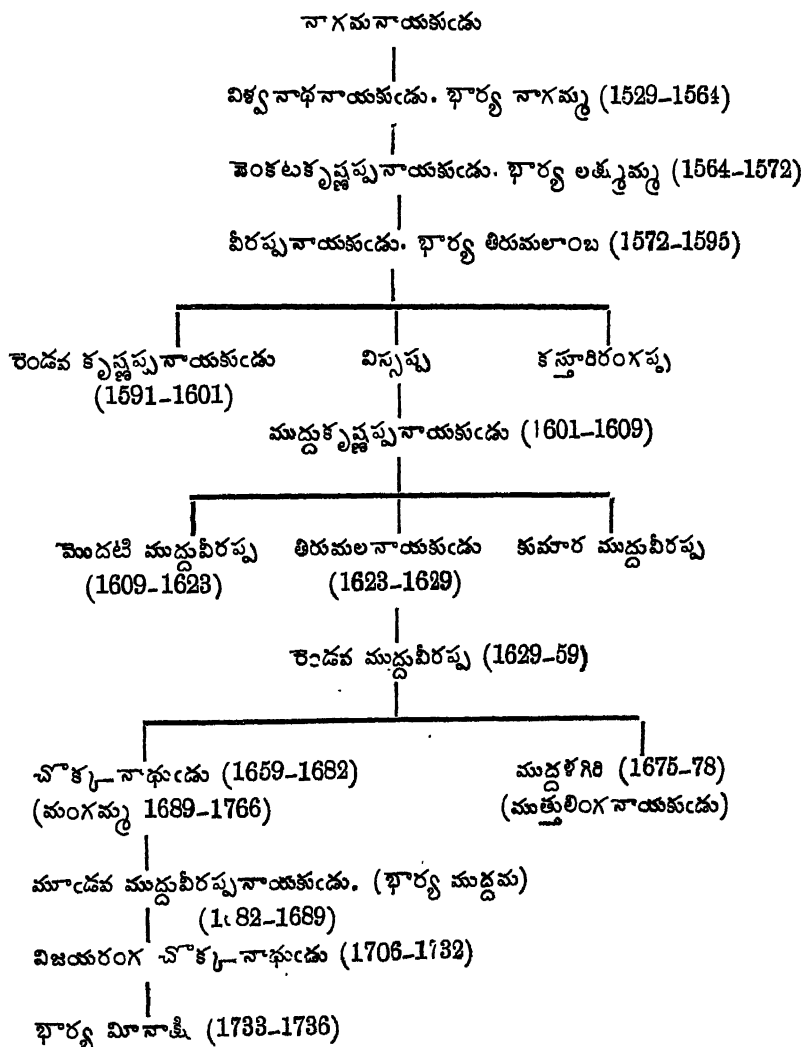 నాగమనాయకుఁడు
విశ్వనాథనాయకుఁడు. భార్య నాగమ్మ (1529-1564)
వెంకటకృష్ణప్పనాయకుఁడు. భార్య లక్ష్మమ్మ (1564-1572)
వీరప్పనాయకుఁడు. భార్య తిరుమలాంబ (1572-1595)
రెండవ కృష్ణప్పనాయకుఁడు విస్సప్ప కస్తూరిరంగప్ప
(1591-1601)
ముద్దుకృష్ణప్పనాయకుఁడు (1601-1609)
మొదటి ముద్దువీరప్ప తిరుమలనాయకుఁడు కుమార ముద్దువీరప్ప
(1609-1623) (1623-1629)
రెండవ ముద్దువీరప్ప (1629-59)
చొక్కనాథుఁడు (1659-1682) ముద్దళగిరి (1675-78)
(మంగమ్మ 1689-1766) (ముత్తులింగనాయకుఁడు)
మూఁడవ ముద్దువీరప్పనాయకుఁడు. (భార్య ముద్దమ)
(1682-1689)
విజయరంగ చొక్కనాథుఁడు (1706-1732)
భార్య మీనాక్షి (1733-1736)